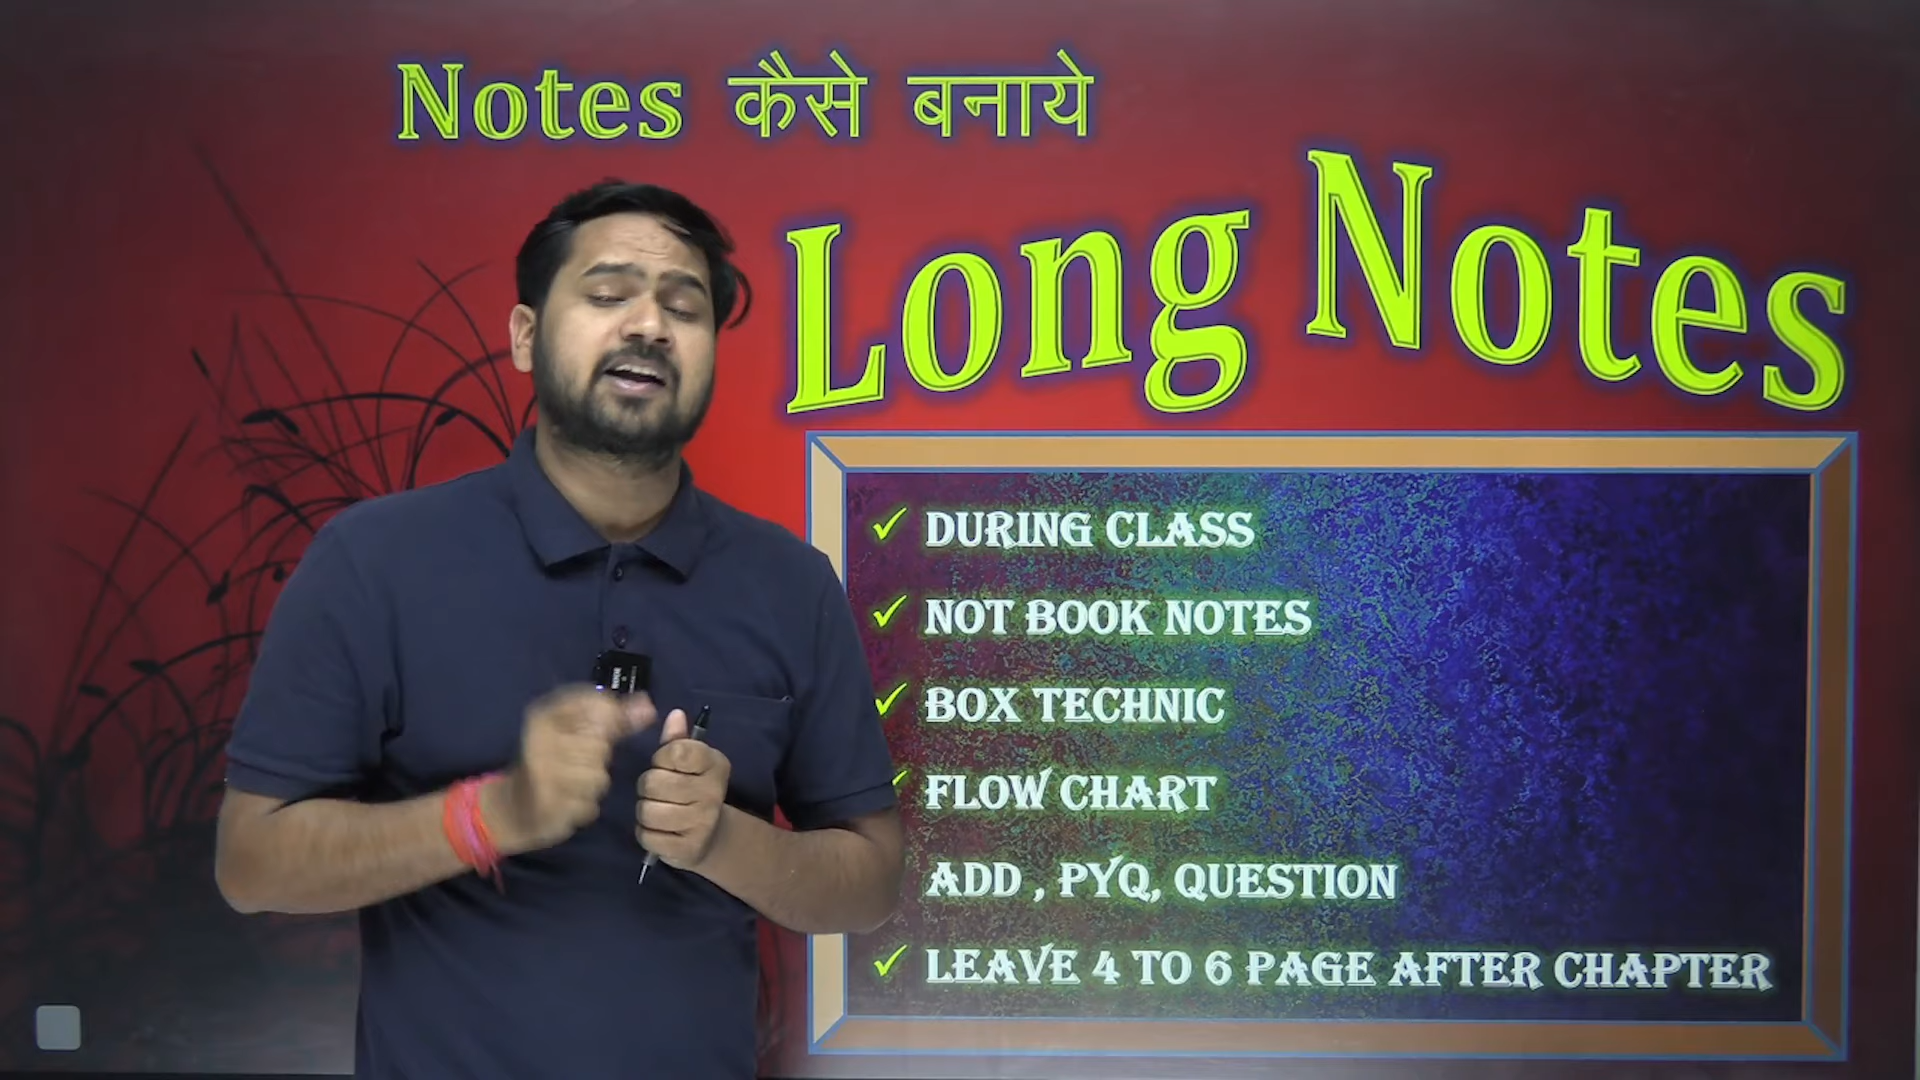 Notes कैसे बनाये
Long Notes
✓ DURING CLASS
✓ NOT BOOK NOTES
✓ BOX TECHNIC
✓ FLOW CHART
ADD , PYQ, QUESTION
✓ LEAVE 4 TO 6 PAGE AFTER CHAPTER